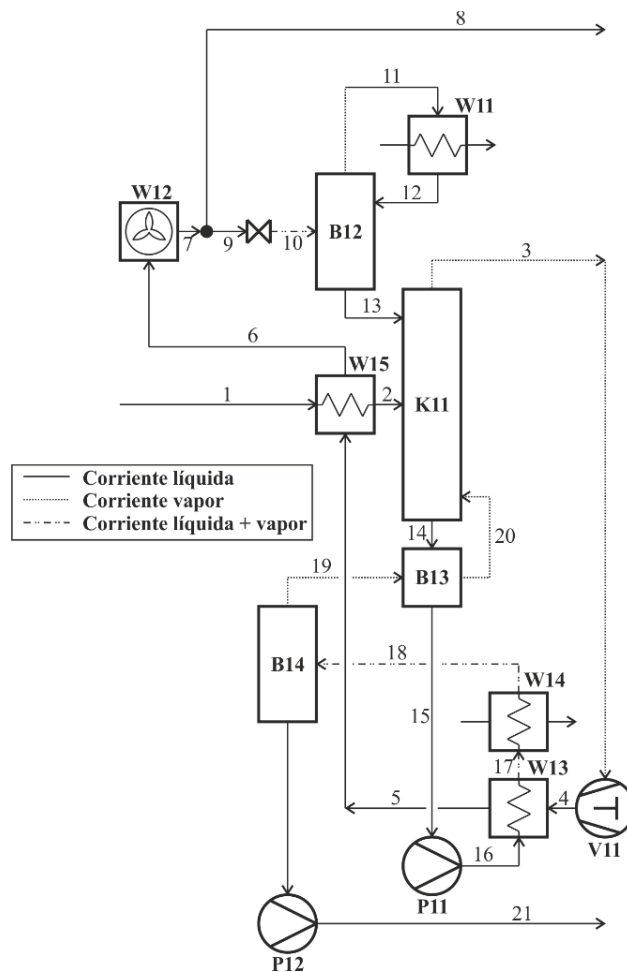 8
11
W11
W12
12
7
9
10
B12
3
13
6
W15
1
2
K11
Corriente líquida
Corriente vapor
Corriente líquida + vapor
14
20
19
B13
B14
18
W14
15
17
W13
5
4
V11
16
P11
21
P12